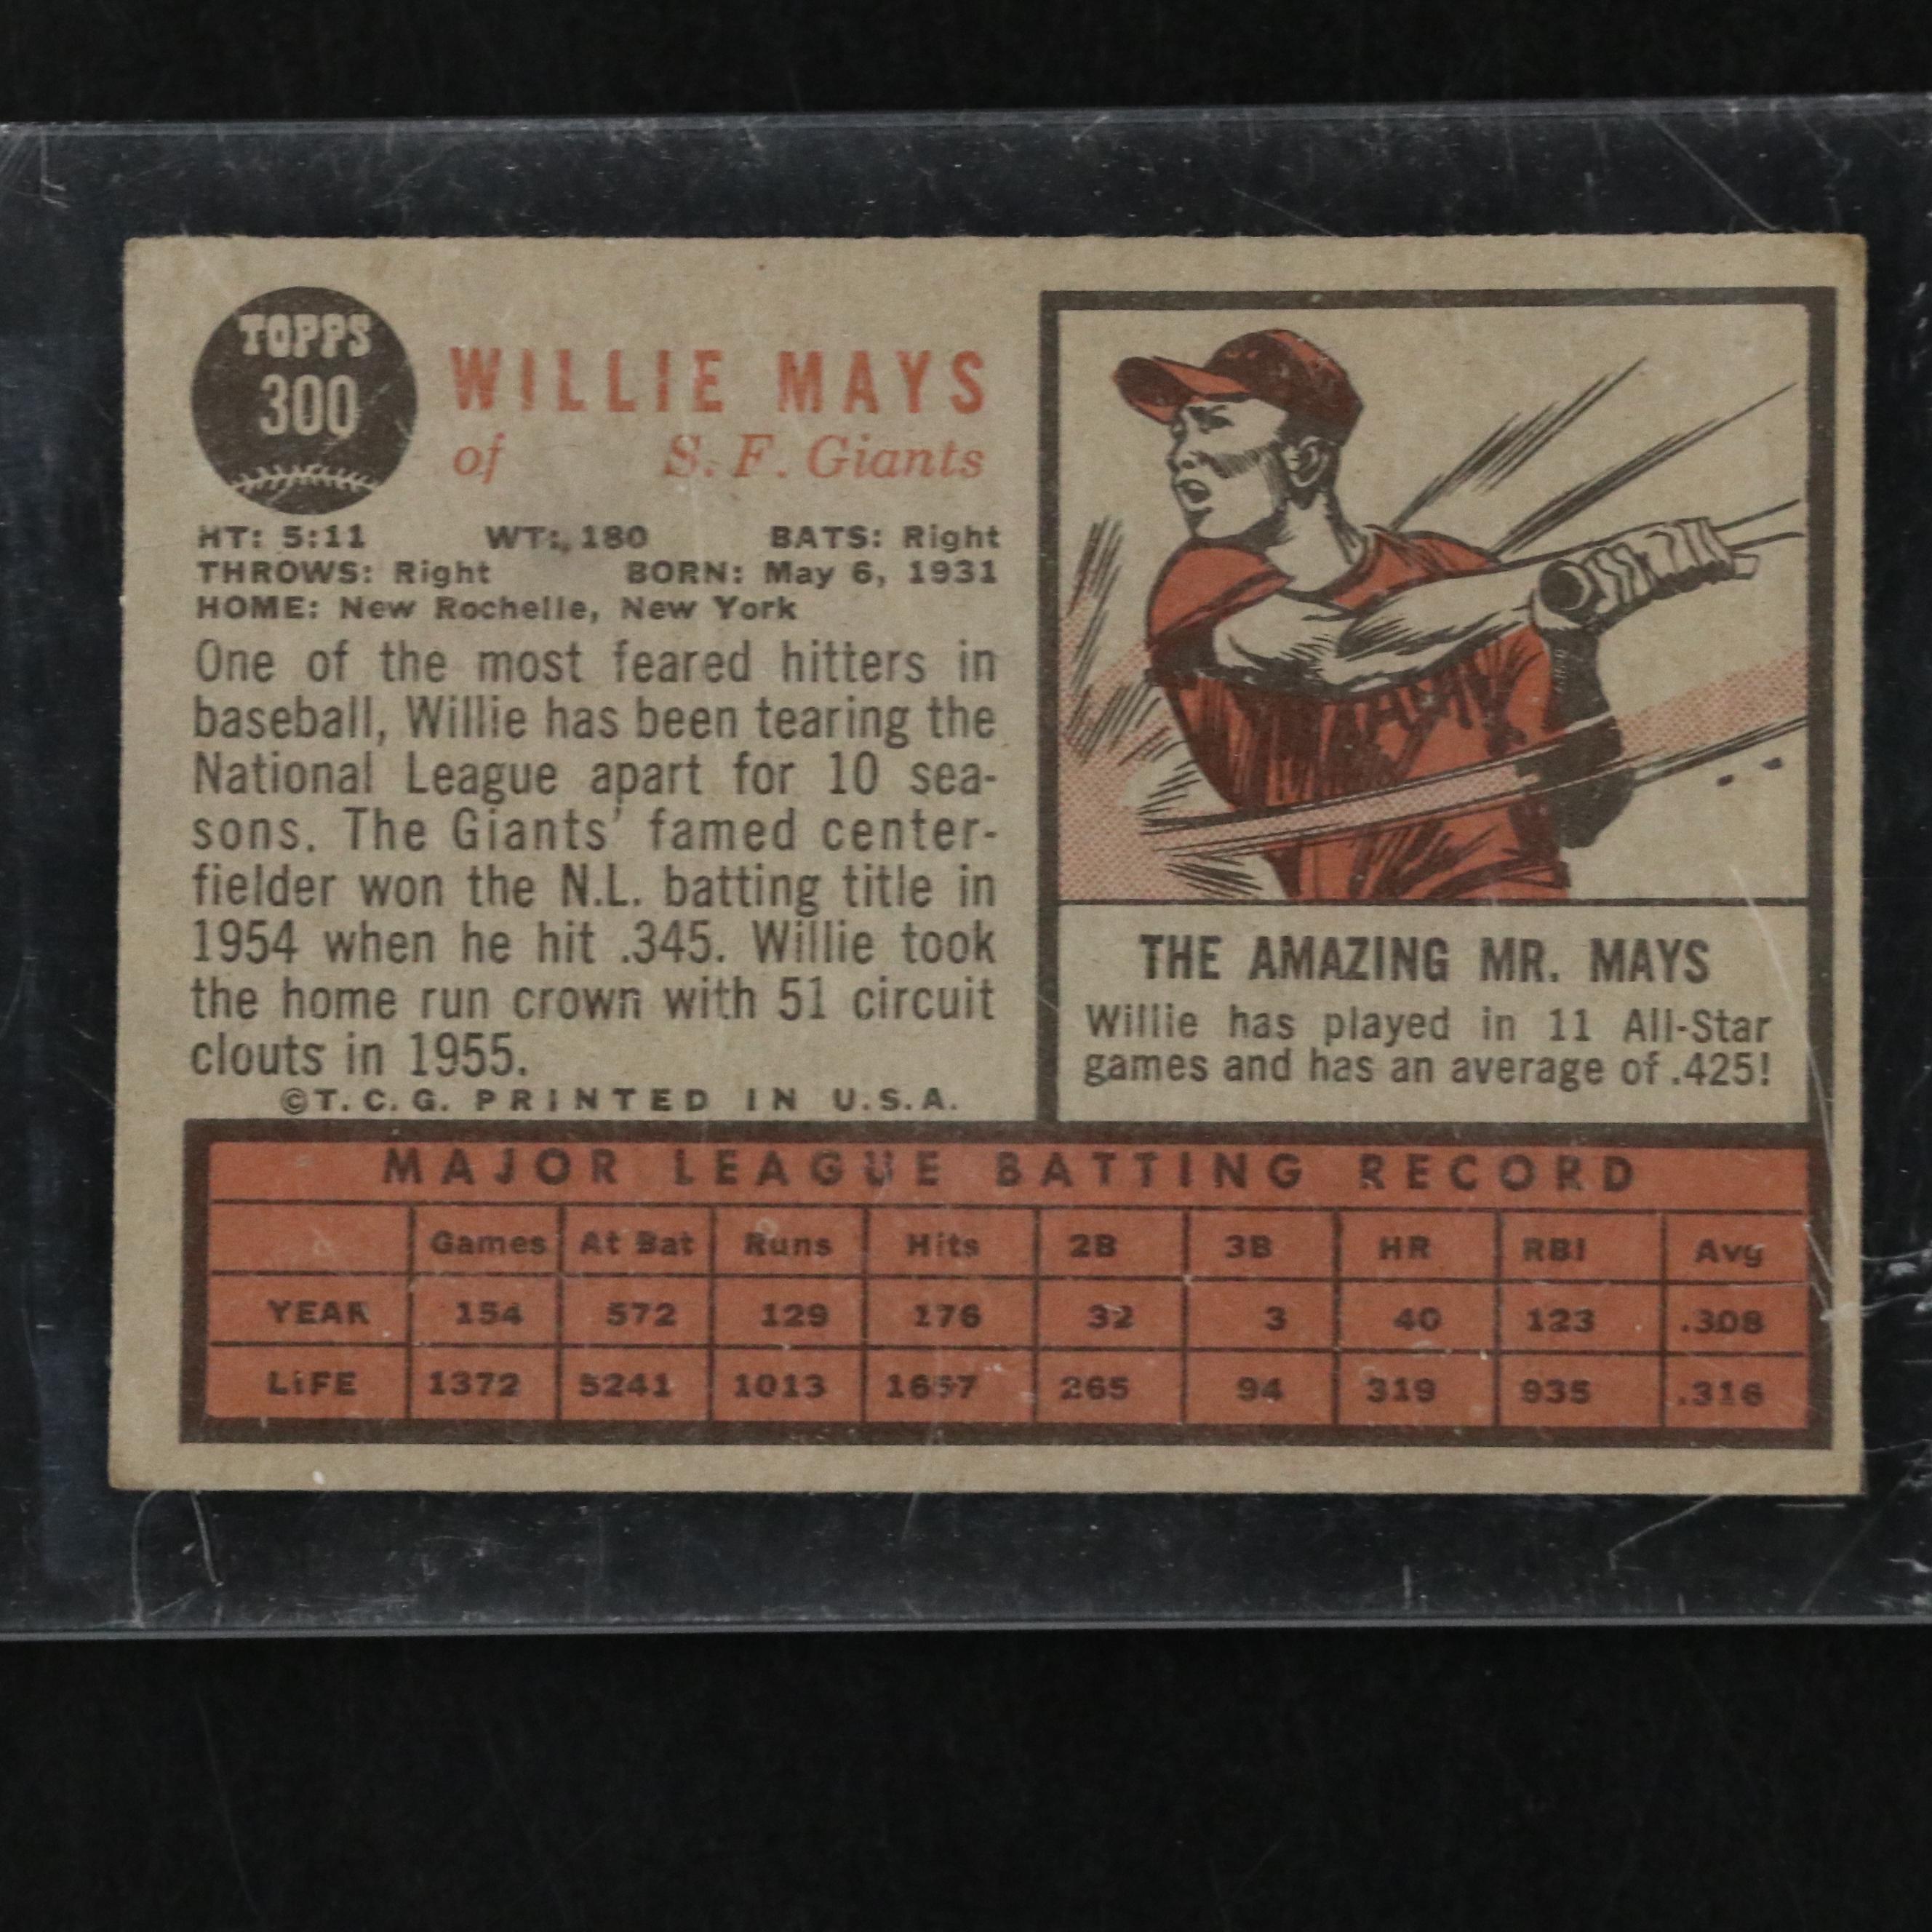 TOPPS
300
WILLIE MAYS
of S. F. Giants
HT: 5:11 WT: 180 BATS: Right
THROWS: Right BORN: May 6, 1931
HOME: New Rochelle, New York
One of the most feared hitters in
baseball, Willie has been tearing the
National League apart for 10 sea-
sons. The Giants' famed center-
fielder won the N.L. batting title in
1954 when he hit .345. Willie took
the home run crown with 51 circuit
clouts in 1955.
©T. C. G. PRINTED IN U.S.A.
THE AMAZING MR. MAYS
Willie has played in 11 All-Star
games and has an average of .425!
MAJOR LEAGUE BATTING RECORD
Games At Bat Runs Hits 2B 3B HR RBI Avg
YEAR 154 572 129 176 32 3 40 123 .308
LIFE 1372 5241 1013 1657 265 94 319 935 .316